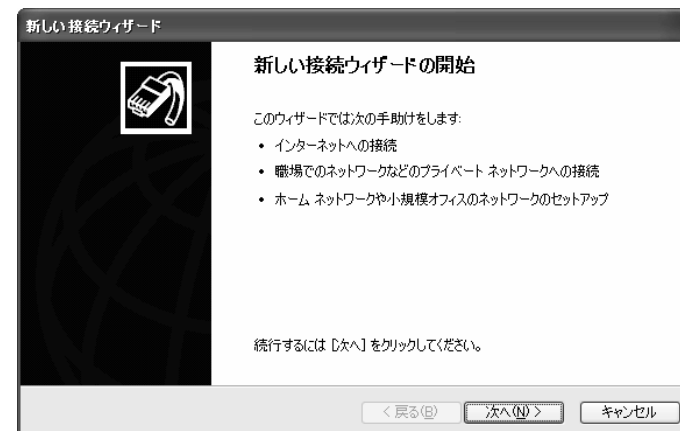 新しい接続ウィザード
新しい接続ウィザードの開始
このウィザードでは次の手助けをします:
• インターネットへの接続
• 職場でのネットワークなどのプライベート ネットワークへの接続
• ホーム ネットワークや小規模オフィスのネットワークのセットアップ
続行するには [次へ] をクリックしてください。
< 戻る(B) 次へ(N) > キャンセル